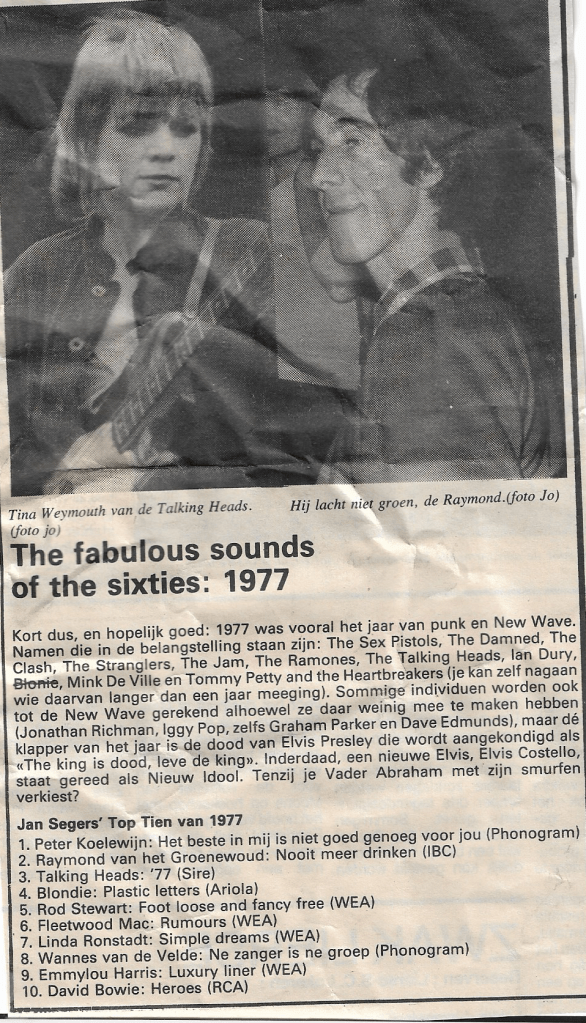 Tina Weymouth van de Talking Heads.
(foto jo)
Hij lacht niet groen, de Raymond.(foto Jo)
The fabulous sounds
of the sixties: 1977
Kort dus, en hopelijk goed: 1977 was vooral het jaar van punk en New Wave.
Namen die in de belangstelling staan zijn: The Sex Pistols, The Damned, The
Clash, The Stranglers, The Jam, The Ramones, The Talking Heads, Ian Dury,
Blonie, Mink De Ville en Tommy Petty and the Heartbreakers (je kan zelf nagaan
wie daarvan langer dan een jaar meeging). Sommige individuen worden ook
tot de New Wave gerekend alhoewel ze daar weinig mee te maken hebben
(Jonathan Richman, Iggy Pop, zelfs Graham Parker en Dave Edmunds), maar dé
klapper van het jaar is de dood van Elvis Presley die wordt aangekondigd als
«The king is dood, leve de king». Inderdaad, een nieuwe Elvis, Elvis Costello,
staat gereed als Nieuw Idool. Tenzij je Vader Abraham met zijn smurfen
verkiest?
Jan Segers' Top Tien van 1977
1. Peter Koelewijn: Het beste in mij is niet goed genoeg voor jou (Phonogram)
2. Raymond van het Groenewoud: Nooit meer drinken (IBC)
3. Talking Heads: '77 (Sire)
4. Blondie: Plastic letters (Ariola)
5. Rod Stewart: Foot loose and fancy free (WEA)
6. Fleetwood Mac: Rumours (WEA)
7. Linda Ronstadt: Simple dreams (WEA)
8. Wannes van de Velde: Ne zanger is ne groep (Phonogram)
9. Emmylou Harris: Luxury liner (WEA)
10. David Bowie: Heroes (RCA)